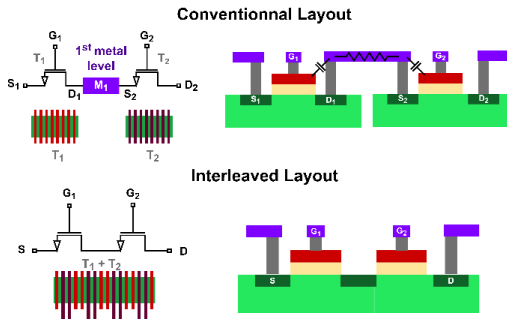 Conventionnal Layout
G1 1st metal level G2
T1 T2
S1 D1 M1 S2 D2
T1 T2
G1 G2
S1 D1 S2 D2
Interleaved Layout
G1 G2
S D
T1 + T2
G1 G2
S D